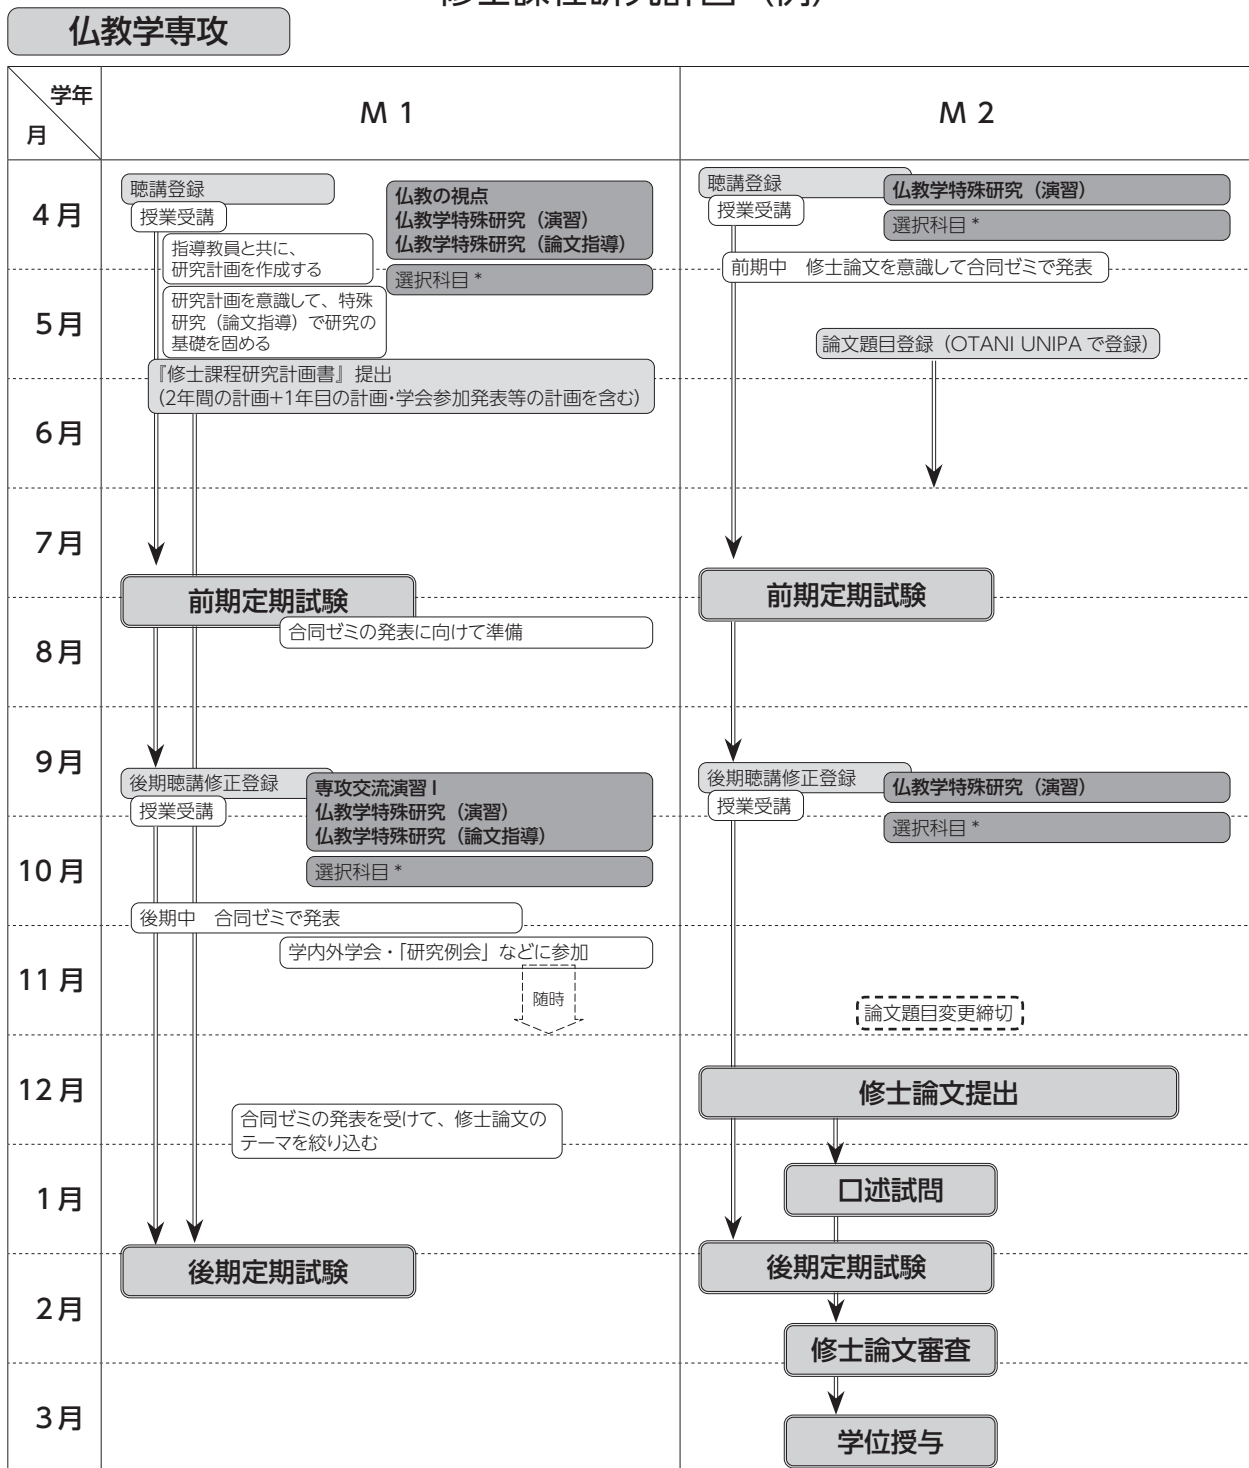 修士課程研究計画（例）
仏教学専攻
学年
月
M 1
M 2
4月
聴講登録
授業受講
仏教の視点
仏教学特殊研究（演習）
仏教学特殊研究（論文指導）
指導教員と共に、
研究計画を作成する
選択科目*
聴講登録
授業受講
仏教学特殊研究（演習）
選択科目*
前期中　修士論文を意識して合同ゼミで発表
5月
研究計画を意識して、特殊
研究（論文指導）で研究の
基礎を固める
『修士課程研究計画書』提出
（2年間の計画+1年目の計画・学会参加発表等の計画を含む）
論文題目登録（OTANI UNIPA で登録）
6月
7月
前期定期試験
前期定期試験
8月
合同ゼミの発表に向けて準備
9月
後期聴講修正登録
授業受講
専攻交流演習 I
仏教学特殊研究（演習）
仏教学特殊研究（論文指導）
選択科目*
後期聴講修正登録
授業受講
仏教学特殊研究（演習）
選択科目*
10月
後期中　合同ゼミで発表
11月
学内外学会・「研究例会」などに参加
随時
論文題目変更締切
12月
合同ゼミの発表を受けて、修士論文の
テーマを絞り込む
修士論文提出
1月
口述試問
後期定期試験
後期定期試験
2月
修士論文審査
3月
学位授与